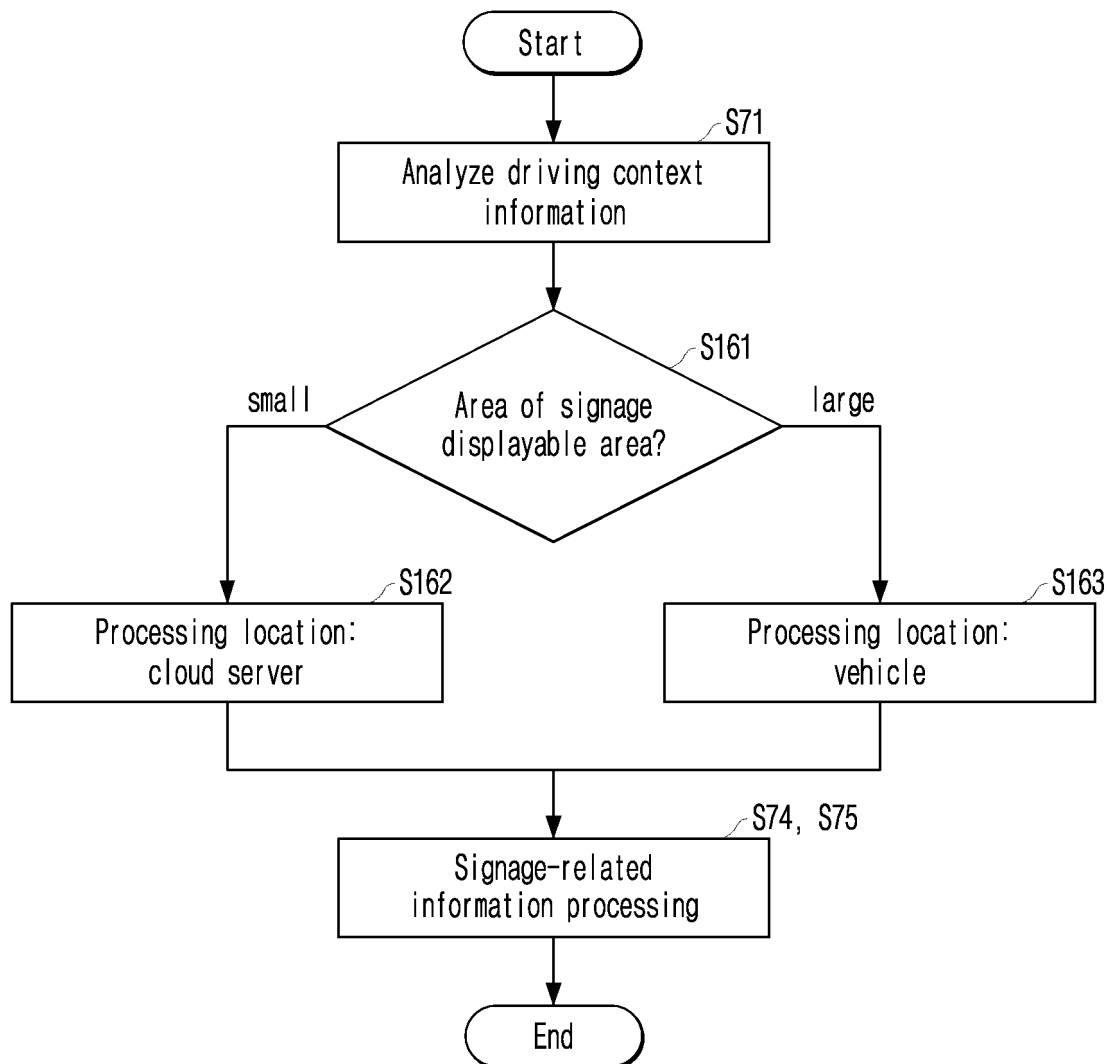 Start
S71
Analyze driving context
information
S161
small
Area of signage
displayable area?
large
S162
S163
Processing location:
cloud server
Processing location:
vehicle
S74, S75
Signage-related
information processing
End